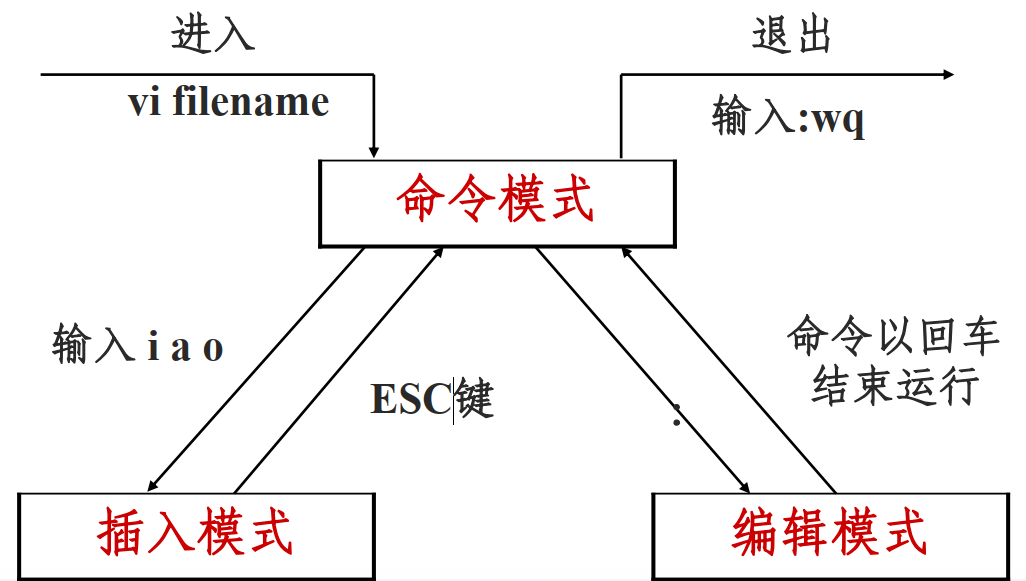 进入
vi filename
退出
输入:wq
命令模式
输入 i a o
ESC键
:
命令以回车
结束运行
插入模式
编辑模式